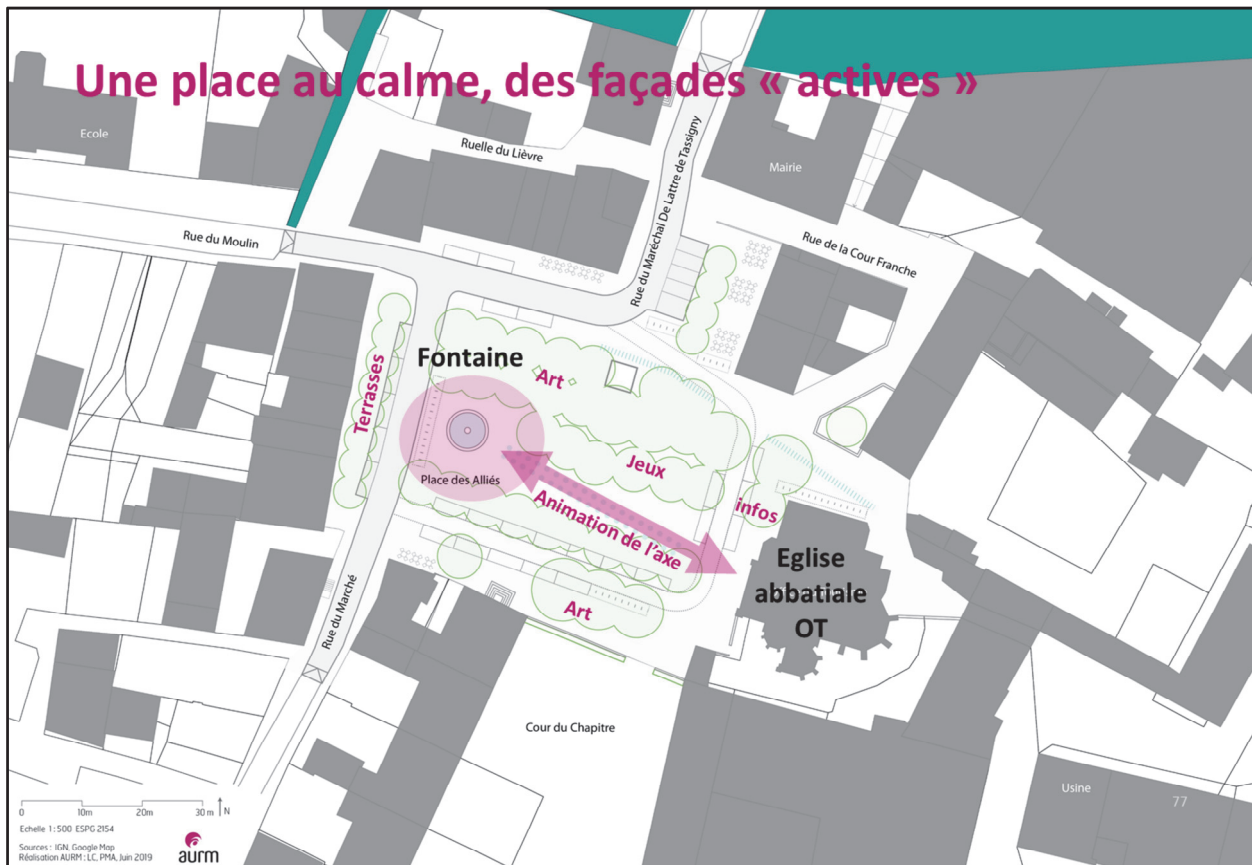 Une place au calme, des façades « actives »
Ecole
Ruelle du Lièvre
Rue du Maréchal De Lattre de Tassigny
Mairie
Rue du Moulin
Rue de la Cour Franche
Terrasses
Fontaine
Art
Jeux
Place des Alliés
Animation de l'axe
infos
Eglise
abbatiale
OT
Art
Rue du Marché
Cour du Chapitre
Usine
77
0 10m 20m 30 m N
Echelle 1:500 ESPG 2154
Sources : IGN, Google Map
Réalisation AURM : LC, PMA, Juin 2019
aurm